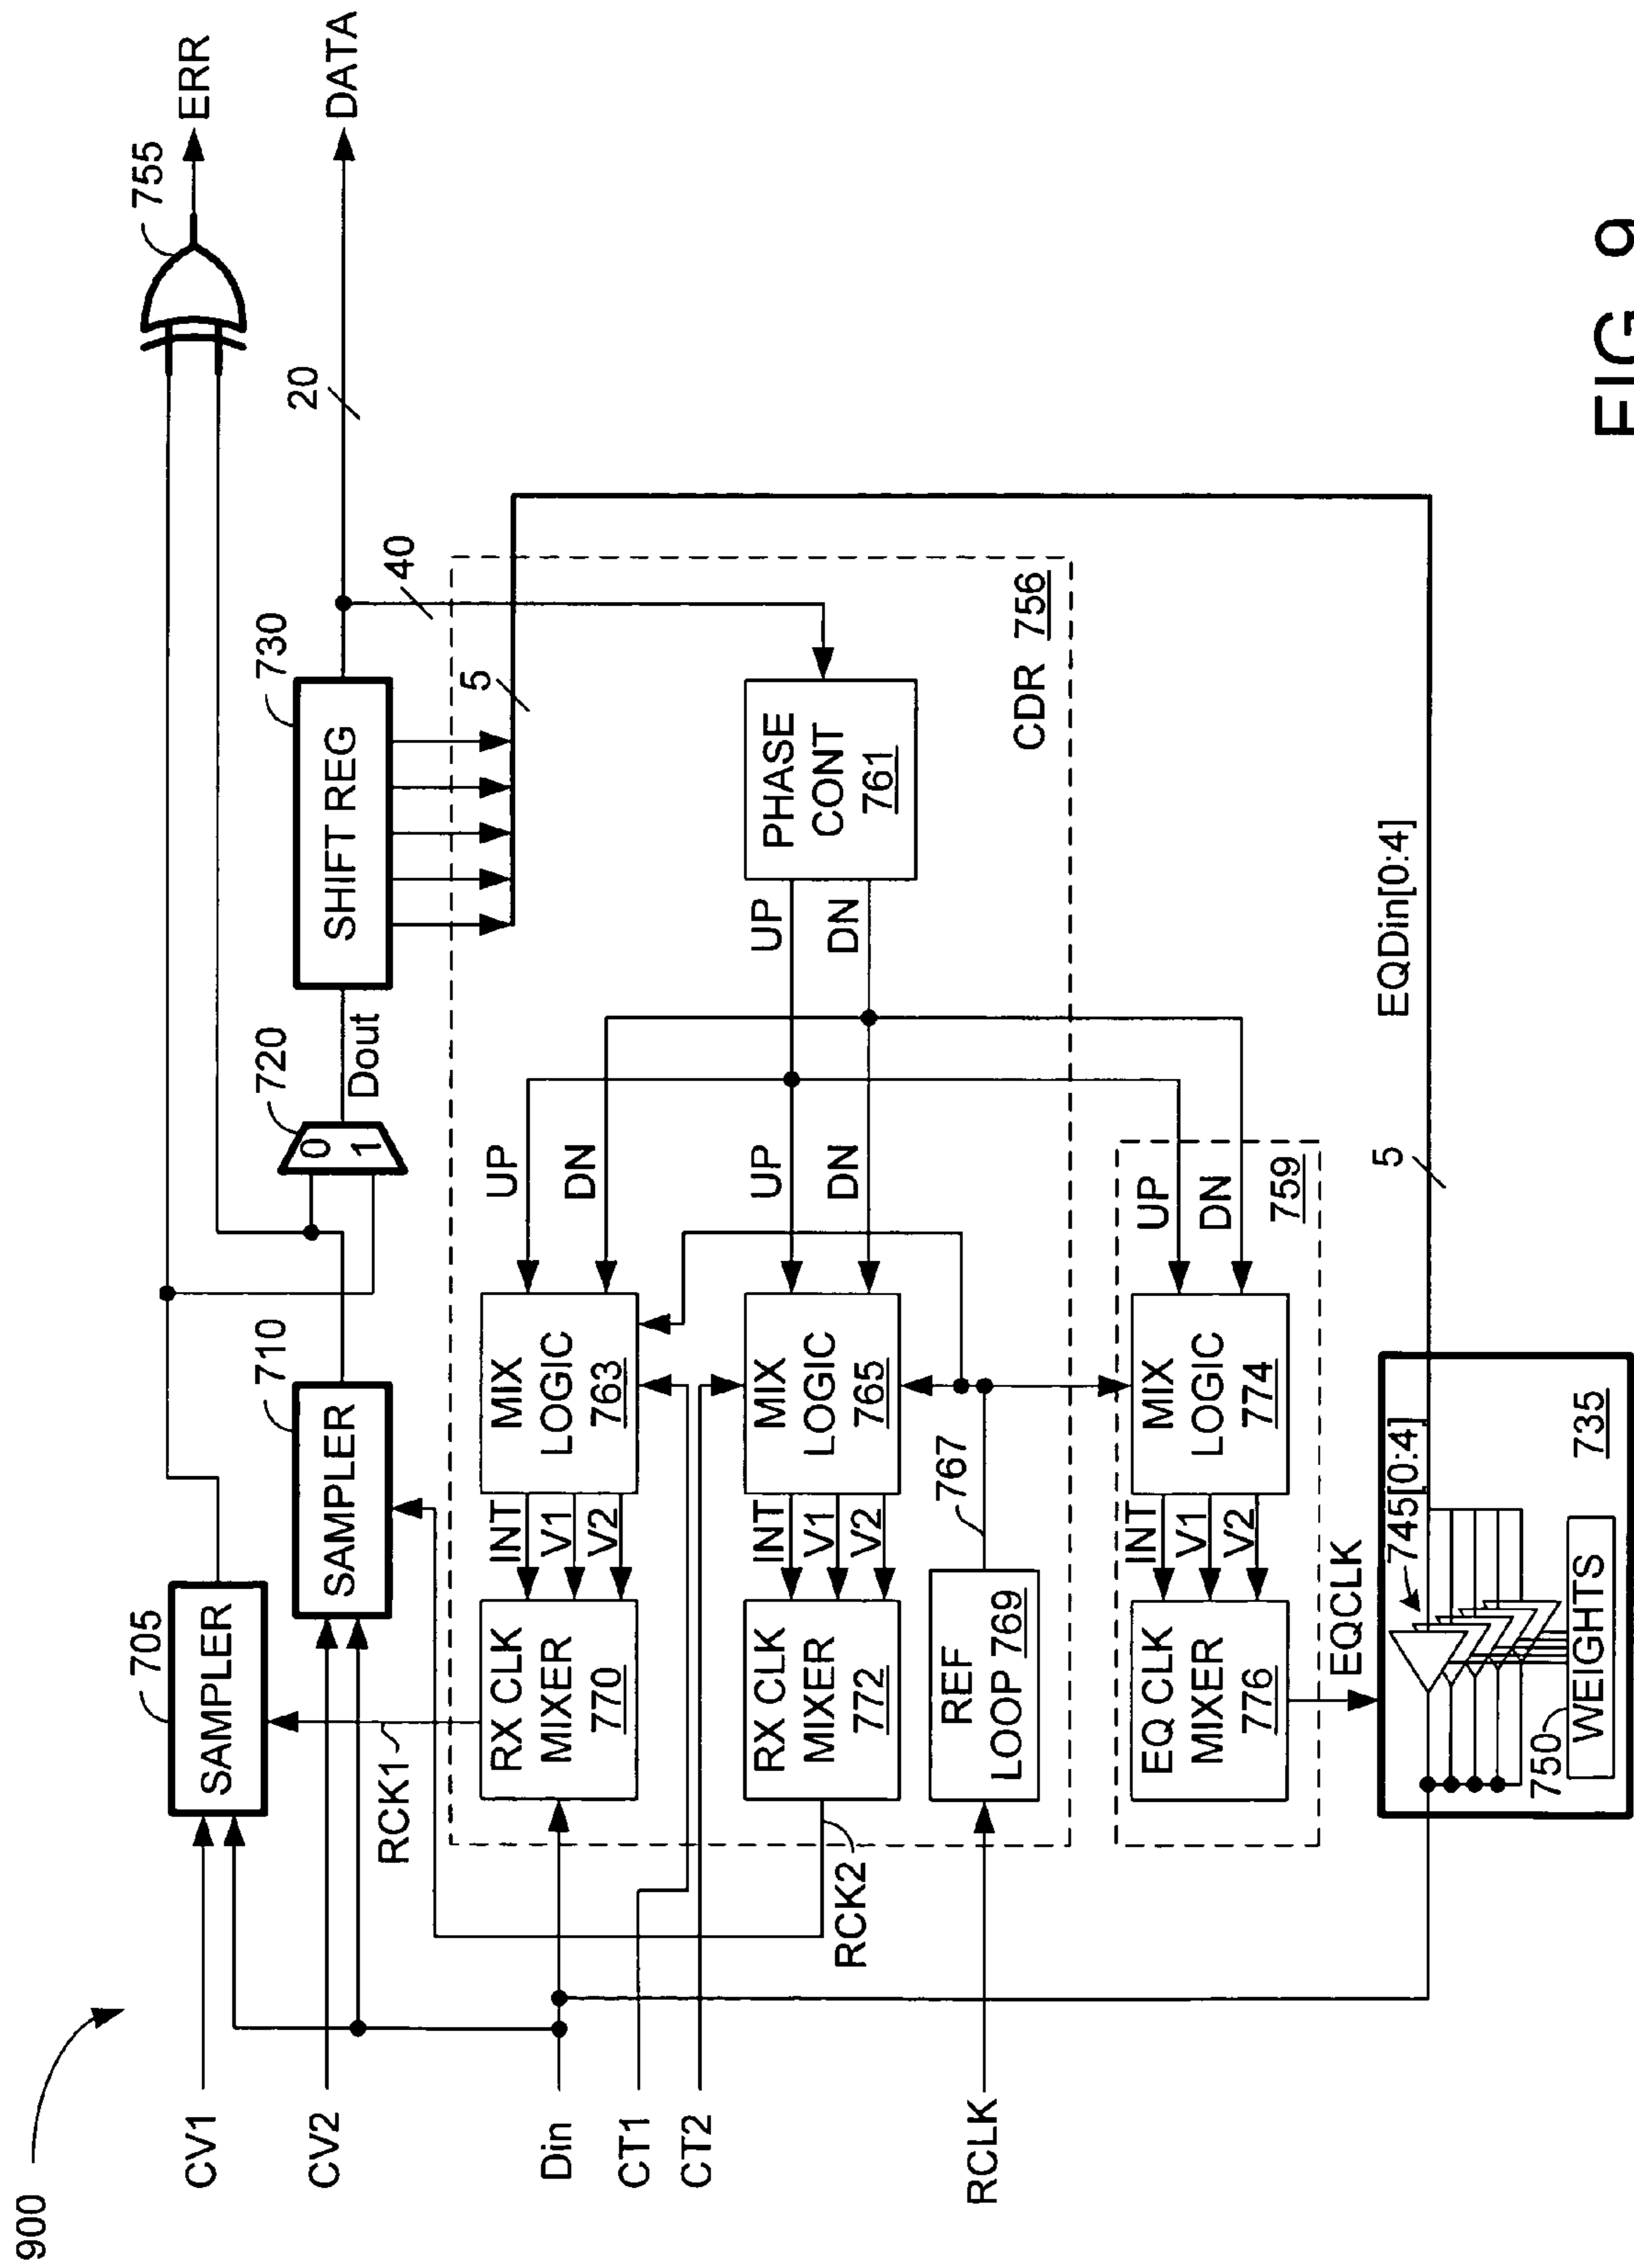 900
CV1
CV2
Din
CT1
CT2
RCLK
705
SAMPLER
710
SAMPLER
RCK1
RCK2
720
0
1
Dout
730
SHIFT REG
755
ERR
DATA
20
40
5
CDR 756
PHASE
CONT
761
UP
DN
UP
DN
UP
DN
UP
DN
MIX
LOGIC
763
MIX
LOGIC
765
MIX
LOGIC
774
INT
V1
V2
INT
V1
V2
INT
V1
V2
RX CLK
MIXER
770
RX CLK
MIXER
772
REF
LOOP 769
767
EQ CLK
MIXER
776
759
EQCLK
EQDin[0:4]
5
745[0:4]
735
750
WEIGHTS
FIG. 9